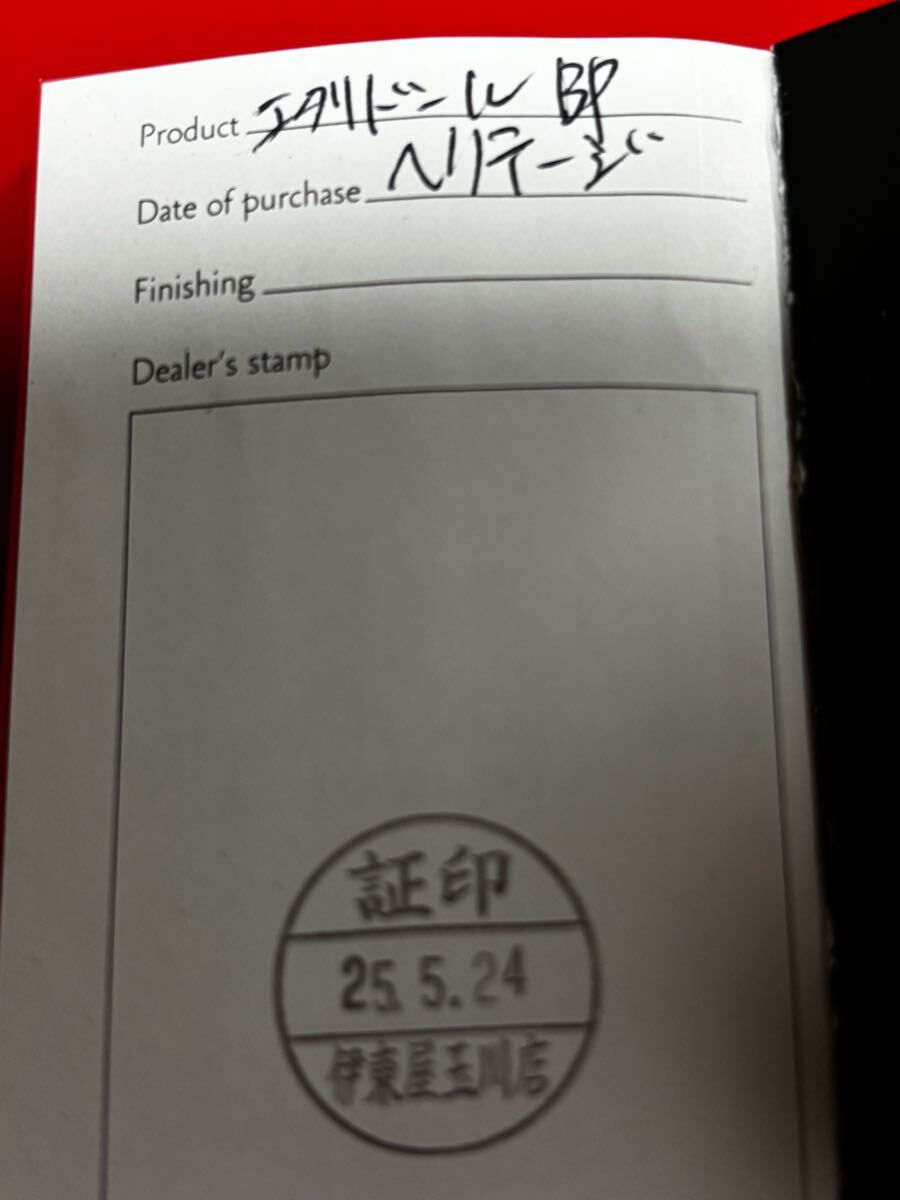 Product エクリドール BP
Date of purchase ヘリテージ
Finishing
Dealer's stamp
証印
25.5.24
伊東屋玉川店